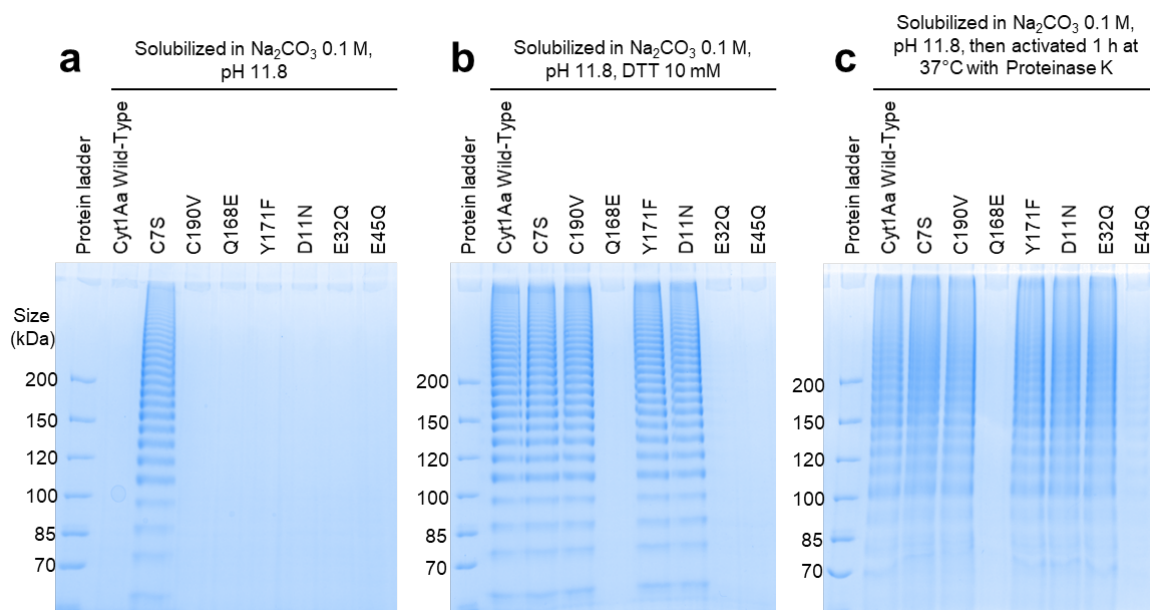 a
Solubilized in Na₂CO₃ 0.1 M,
pH 11.8
Protein ladder
Cyt1Aa Wild-Type
C7S
C190V
Q168E
Y171F
D11N
E32Q
E45Q
Size
(kDa)
200
150
120
100
85
70
b
Solubilized in Na₂CO₃ 0.1 M,
pH 11.8, DTT 10 mM
Protein ladder
Cyt1Aa Wild-Type
C7S
C190V
Q168E
Y171F
D11N
E32Q
E45Q
200
150
120
100
85
70
c
Solubilized in Na₂CO₃ 0.1 M,
pH 11.8, then activated 1 h at
37°C with Proteinase K
Protein ladder
Cyt1Aa Wild-Type
C7S
C190V
Q168E
Y171F
D11N
E32Q
E45Q
200
150
120
100
85
70